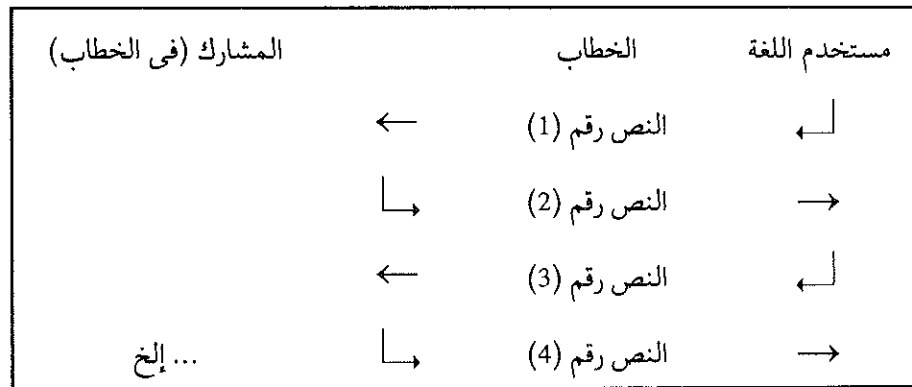 مستخدم اللغة الخطاب المشارك (فى الخطاب)
النص رقم (1)
النص رقم (2)
النص رقم (3)
النص رقم (4) ... إلخ